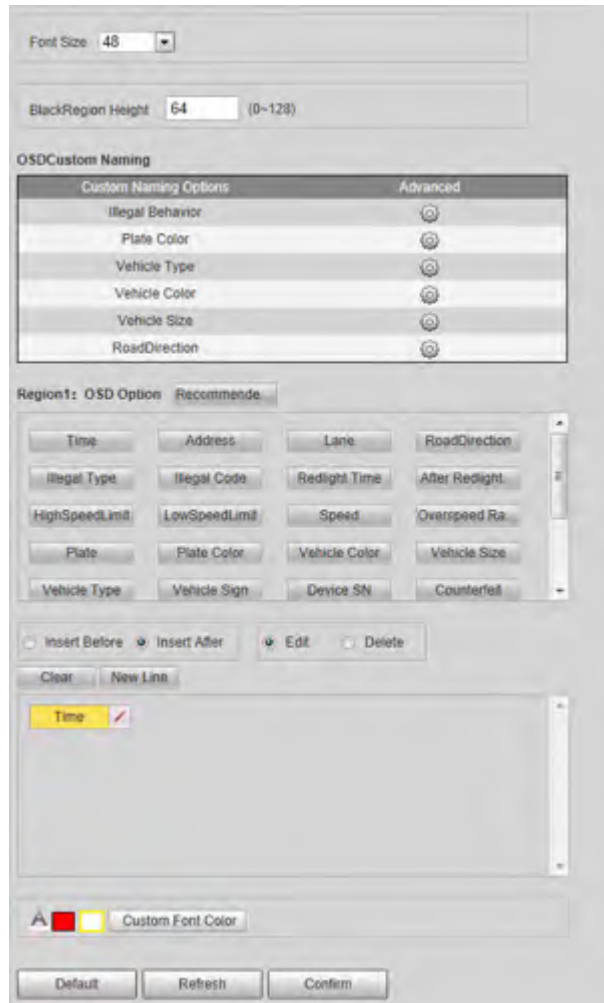 Font Size 48
BlackRegion Height 64 (0~128)
OSDCustom Naming
Custom Naming Options Advanced
Illegal Behavior
Plate Color
Vehicle Type
Vehicle Color
Vehicle Size
RoadDirection
Region1: OSD Option Recommende..
Time Address Lane RoadDirection
Illegal Type Illegal Code Redlight Time After Redlight..
HighSpeedLimit LowSpeedLimit Speed Overspeed Ra..
Plate Plate Color Vehicle Color Vehicle Size
Vehicle Type Vehicle Sign Device SN Counterfeit
Insert Before Insert After Edit Delete
Clear New Line
Time
A Custom Font Color
Default Refresh Confirm